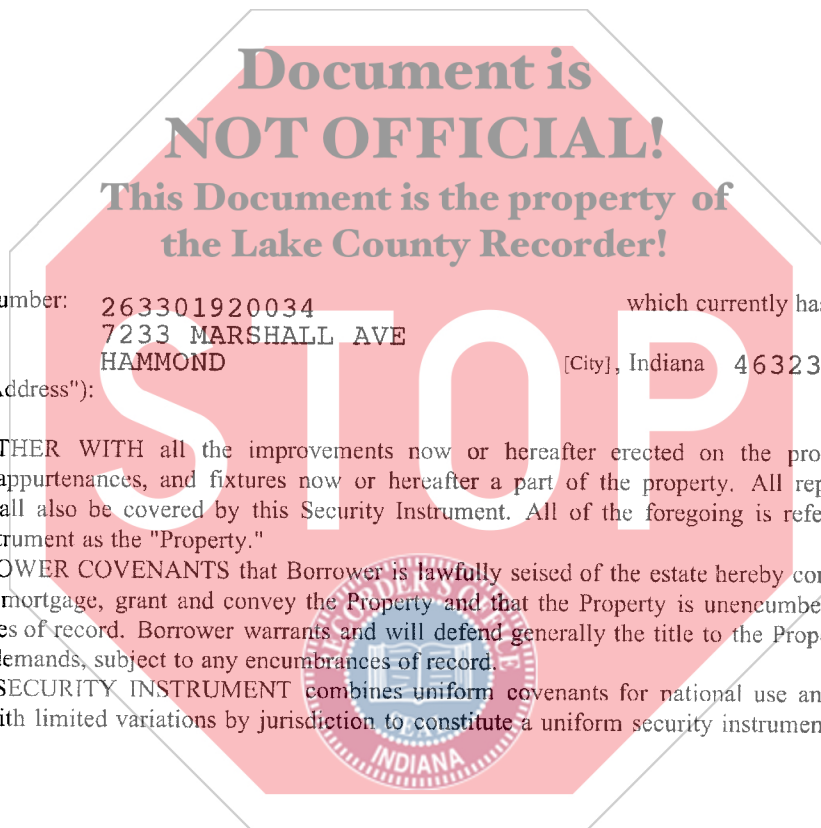 Document is
NOT OFFICIAL!
This Document is the property of
the Lake County Recorder!
umber: 263301920034 which currently has
7233 MARSHALL AVE
HAMMOND [City], Indiana 46323
Address"):
STOP
THER WITH all the improvements now or hereafter erected on the pro
appurtenances, and fixtures now or hereafter a part of the property. All rep
all also be covered by this Security Instrument. All of the foregoing is refe
trument as the "Property."
OWER COVENANTS that Borrower is lawfully seised of the estate hereby con
mortgage, grant and convey the Property and that the Property is unencumbe
es of record. Borrower warrants and will defend generally the title to the Prop
demands, subject to any encumbrances of record.
SECURITY INSTRUMENT combines uniform covenants for national use an
ith limited variations by jurisdiction to constitute a uniform security instrumen
RECORDER'S OFFICE
SEAL
INDIANA